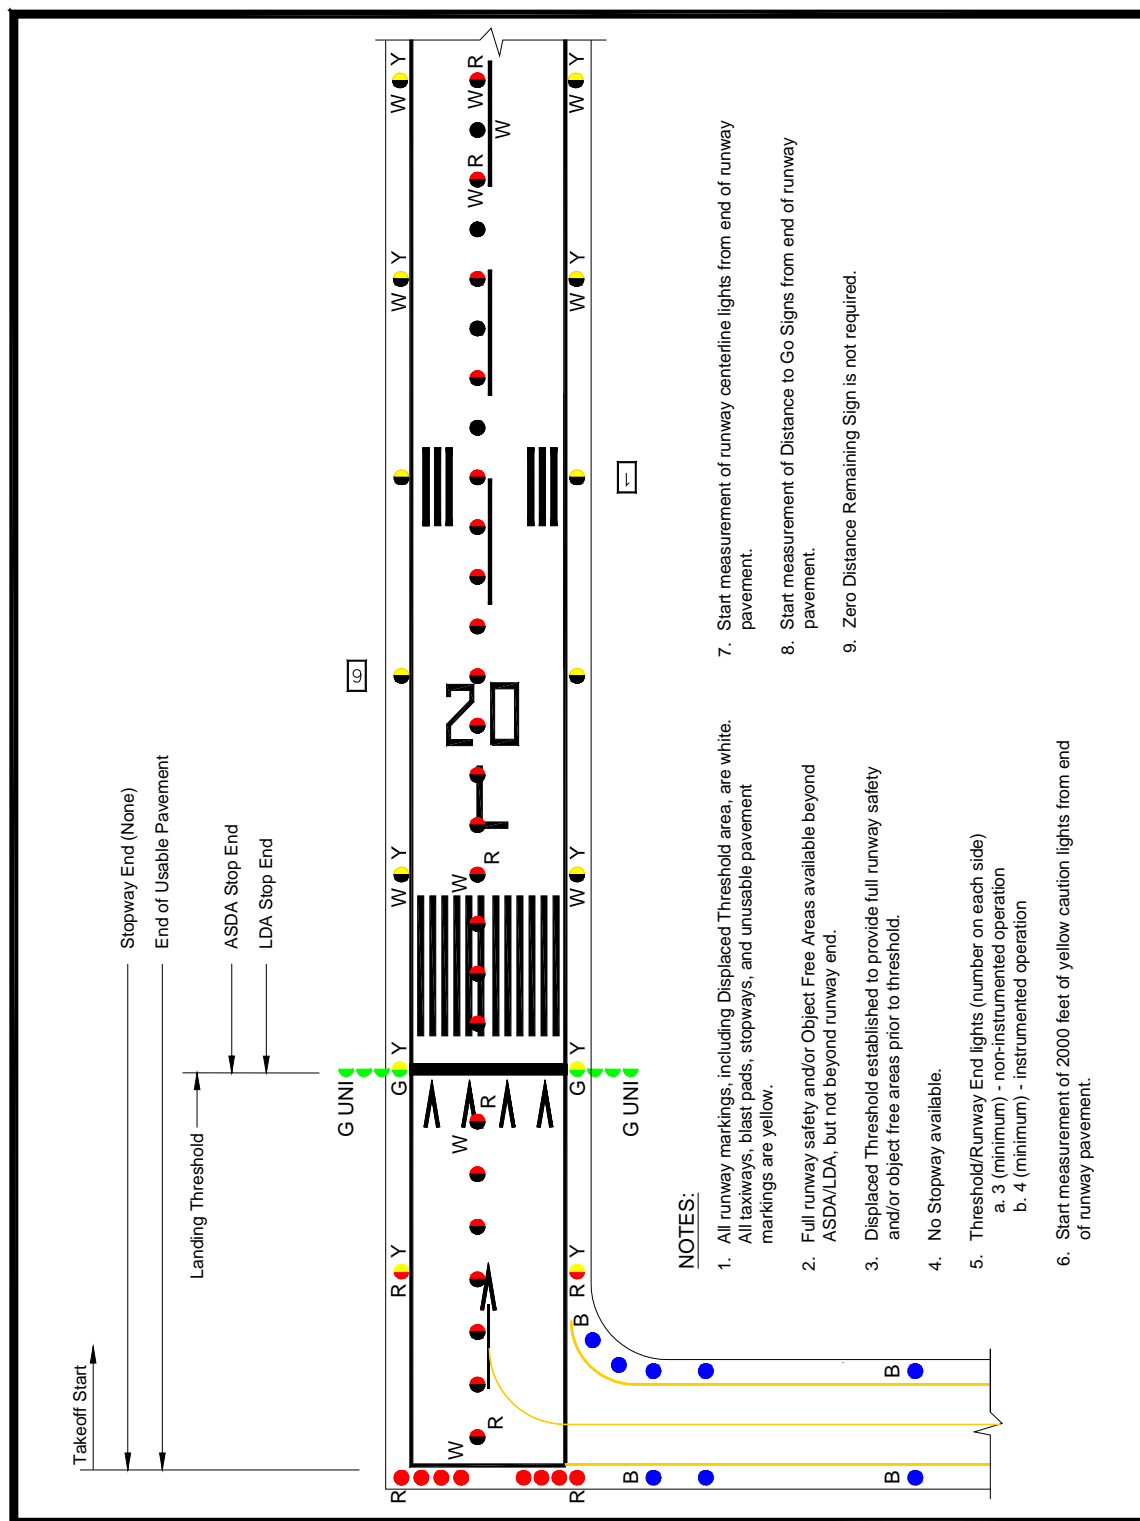 Takeoff Start
Stopway End (None)
End of Usable Pavement
Landing Threshold
ASDA Stop End
LDA Stop End
R
W
R
R Y
W
R
G UNI
G Y
W Y
W
R
L
20
9
W Y
W R
W R
W
W Y
R
R Y
G Y
G UNI
W Y
1
W Y
W Y
B
B
B
B
NOTES:
1. All runway markings, including Displaced Threshold area, are white.
All taxiways, blast pads, stopways, and unusable pavement
markings are yellow.
2. Full runway safety and/or Object Free Areas available beyond
ASDA/LDA, but not beyond runway end.
3. Displaced Threshold established to provide full runway safety
and/or object free areas prior to threshold.
4. No Stopway available.
5. Threshold/Runway End lights (number on each side)
a. 3 (minimum) - non-instrumented operation
b. 4 (minimum) - instrumented operation
6. Start measurement of 2000 feet of yellow caution lights from end
of runway pavement.
7. Start measurement of runway centerline lights from end of runway
pavement.
8. Start measurement of Distance to Go Signs from end of runway
pavement.
9. Zero Distance Remaining Sign is not required.